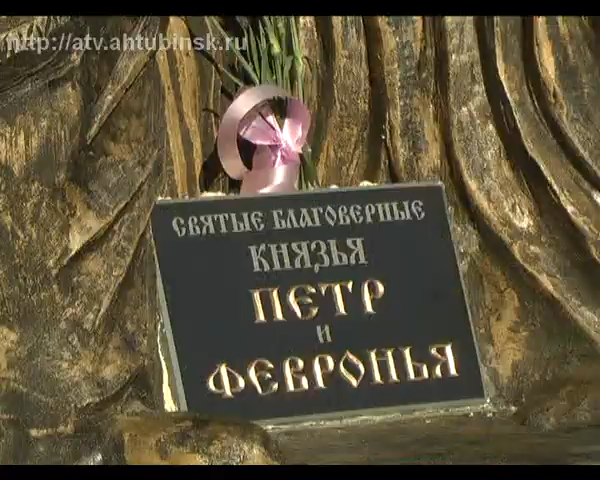 http://atv.ahtubinsk.ru
СВЯТЫЕ БЛАГОВЕРНЫЕ
КНЯЗЬЯ
ПЕТР
И
ФЕВРОНЬЯ